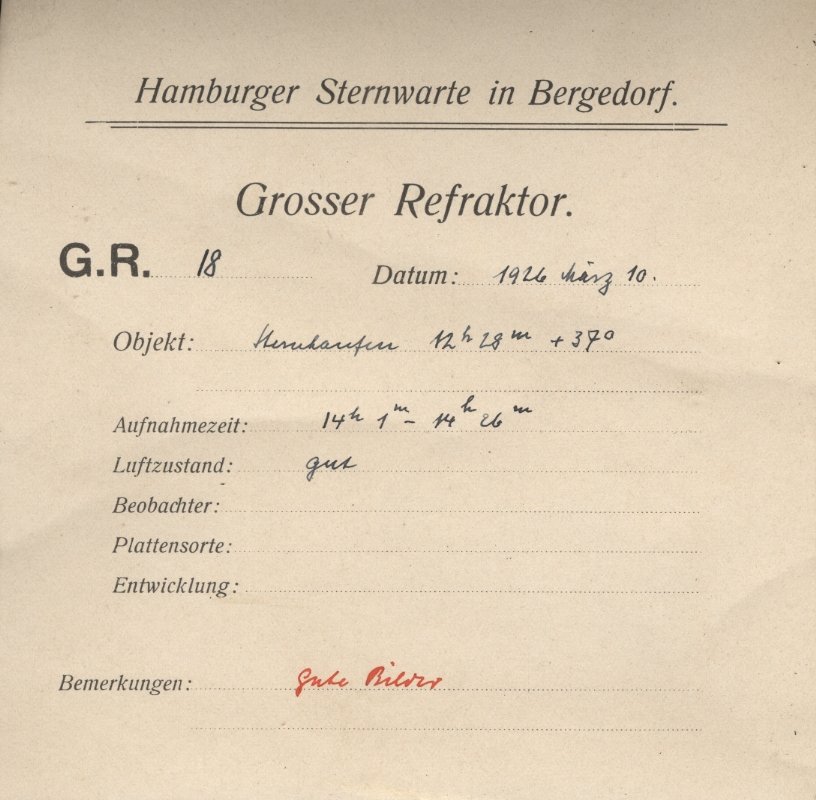 Hamburger Sternwarte in Bergedorf.
Grosser Refraktor.
G.R. 18 Datum: 1926 März 10.
Objekt: Sternhaufen 12h 28m +37°
Aufnahmezeit: 14h 1m – 14h 26m
Luftzustand: gut
Beobachter:
Plattensorte:
Entwicklung:
Bemerkungen: Gute Bilder